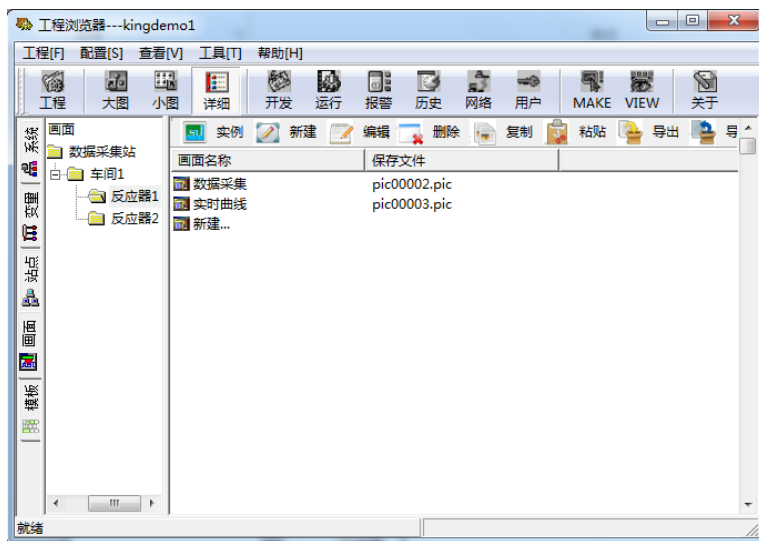 工程浏览器---kingdemo1
工程[F] 配置[S] 查看[V] 工具[T] 帮助[H]
工程 大图 小图 详细 开发 运行 报警 历史 网络 用户 MAKE VIEW 关于
系统
变量
站点
画面
模板
画面
数据采集站
车间1
反应器1
反应器2
实例 新建 编辑 删除 复制 粘贴 导出
画面名称 保存文件
数据采集 pic00002.pic
实时曲线 pic00003.pic
新建...
就绪